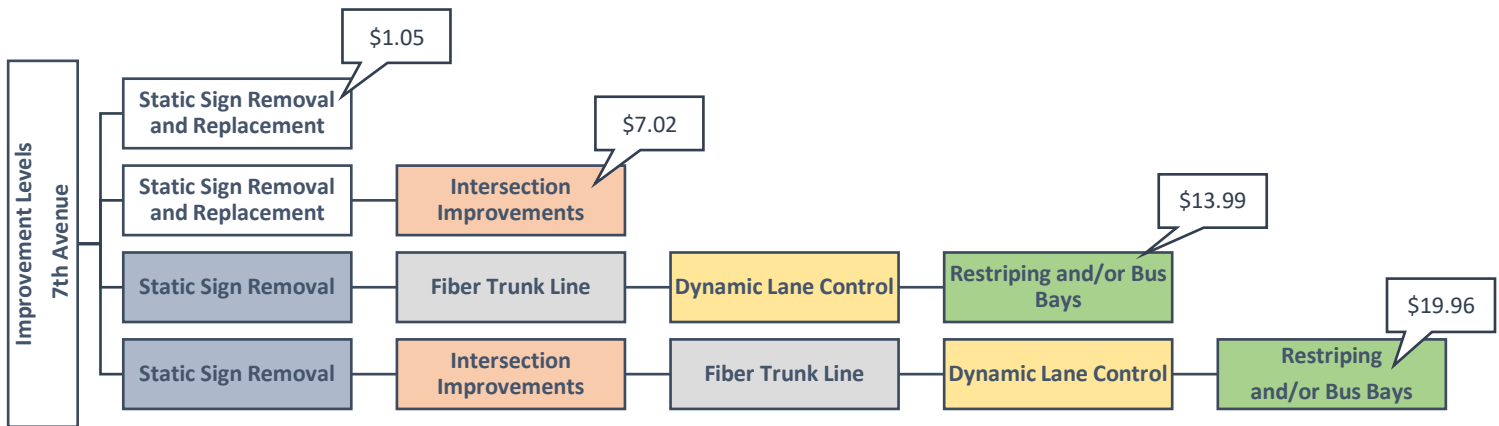 Improvement Levels
7th Avenue
$1.05
Static Sign Removal
and Replacement
$7.02
Static Sign Removal
and Replacement
Intersection
Improvements
$13.99
Static Sign Removal
Fiber Trunk Line
Dynamic Lane Control
Restriping and/or Bus
Bays
$19.96
Static Sign Removal
Intersection
Improvements
Fiber Trunk Line
Dynamic Lane Control
Restriping
and/or Bus Bays